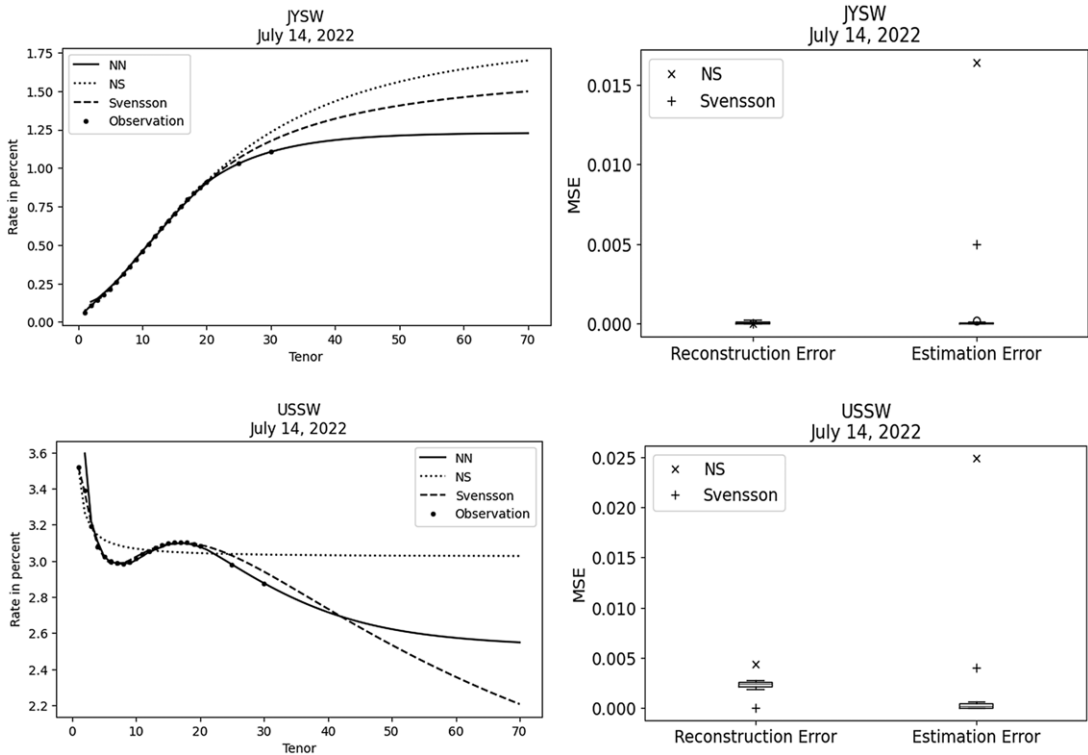 JYSW
July 14, 2022
Rate in percent
1.75
1.50
1.25
1.00
0.75
0.50
0.25
0.00
NN
NS
Svensson
Observation
0 10 20 30 40 50 60 70
Tenor
JYSW
July 14, 2022
MSE
0.015
0.010
0.005
0.000
NS
Svensson
Reconstruction Error Estimation Error
USSW
July 14, 2022
Rate in percent
3.6
3.4
3.2
3.0
2.8
2.6
2.4
2.2
NN
NS
Svensson
Observation
0 10 20 30 40 50 60 70
Tenor
USSW
July 14, 2022
MSE
0.025
0.020
0.015
0.010
0.005
0.000
NS
Svensson
Reconstruction Error Estimation Error